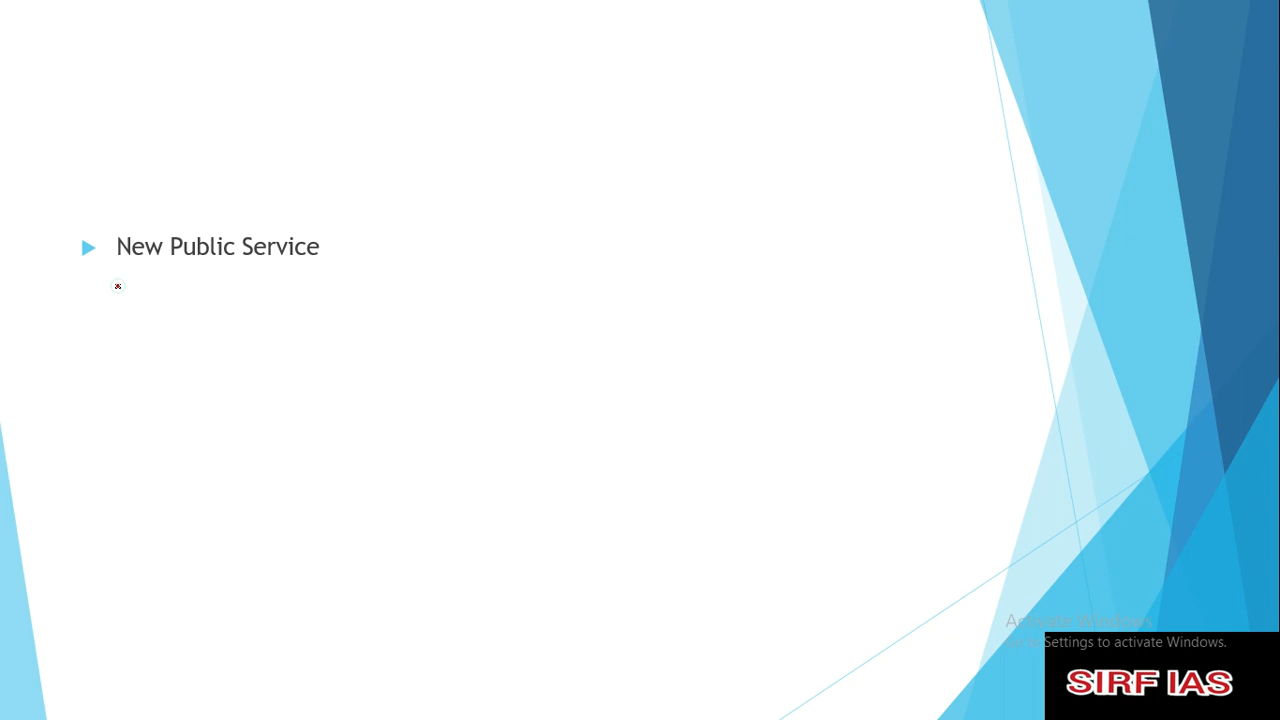 New Public Service
Activate Windows
Settings to activate Windows.
SIRF IAS